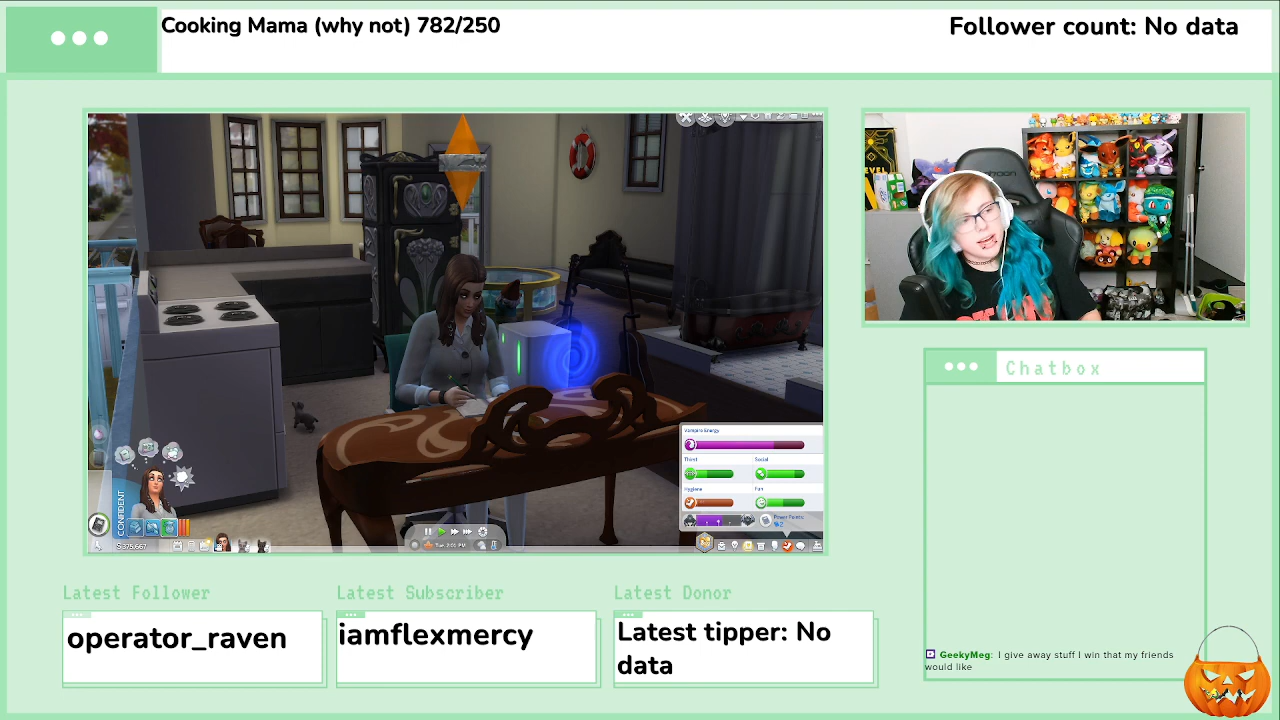 Cooking Mama (why not) 782/250
Follower count: No data
CONFIDENT
Vampire Energy
Thirst
Social
Hygiene
Fun
Power Points:
Chatbox
GeekyMeg: I give away stuff I win that my friends
would like
Latest Follower
operator_raven
Latest Subscriber
iamflexmercy
Latest Donor
Latest tipper: No
data